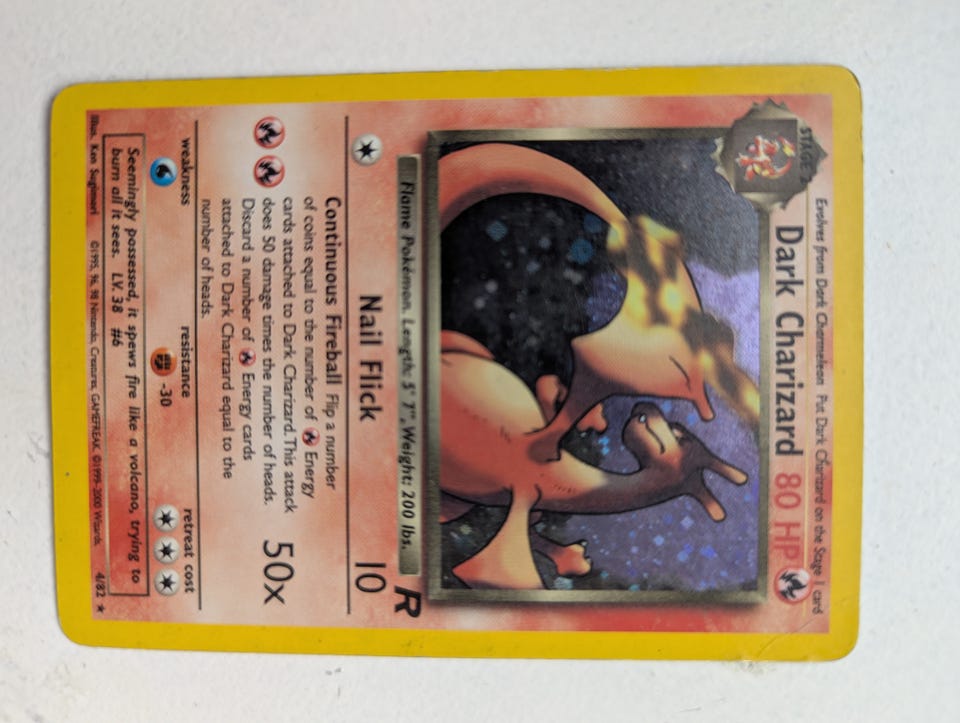 STAGE 2
Evolves from Dark Charmeleon Put Dark Charizard on the Stage 1 card
Dark Charizard 80 HP
Flame Pokémon. Length: 5' 7", Weight: 200 lbs.
R
Nail Flick 10
Continuous Fireball Flip a number
of coins equal to the number of Energy
cards attached to Dark Charizard. This attack
does 50 damage times the number of heads.
Discard a number of Energy cards
attached to Dark Charizard equal to the
number of heads.
50x
weakness resistance retreat cost
-30
Seemingly possessed, it spews fire like a volcano, trying to
burn all it sees. LV. 38 #6
Illus. Ken Sugimori ©1995, 96, 98 Nintendo, Creatures, GAMEFREAK. ©1999-2000 Wizards. 4/82 ★